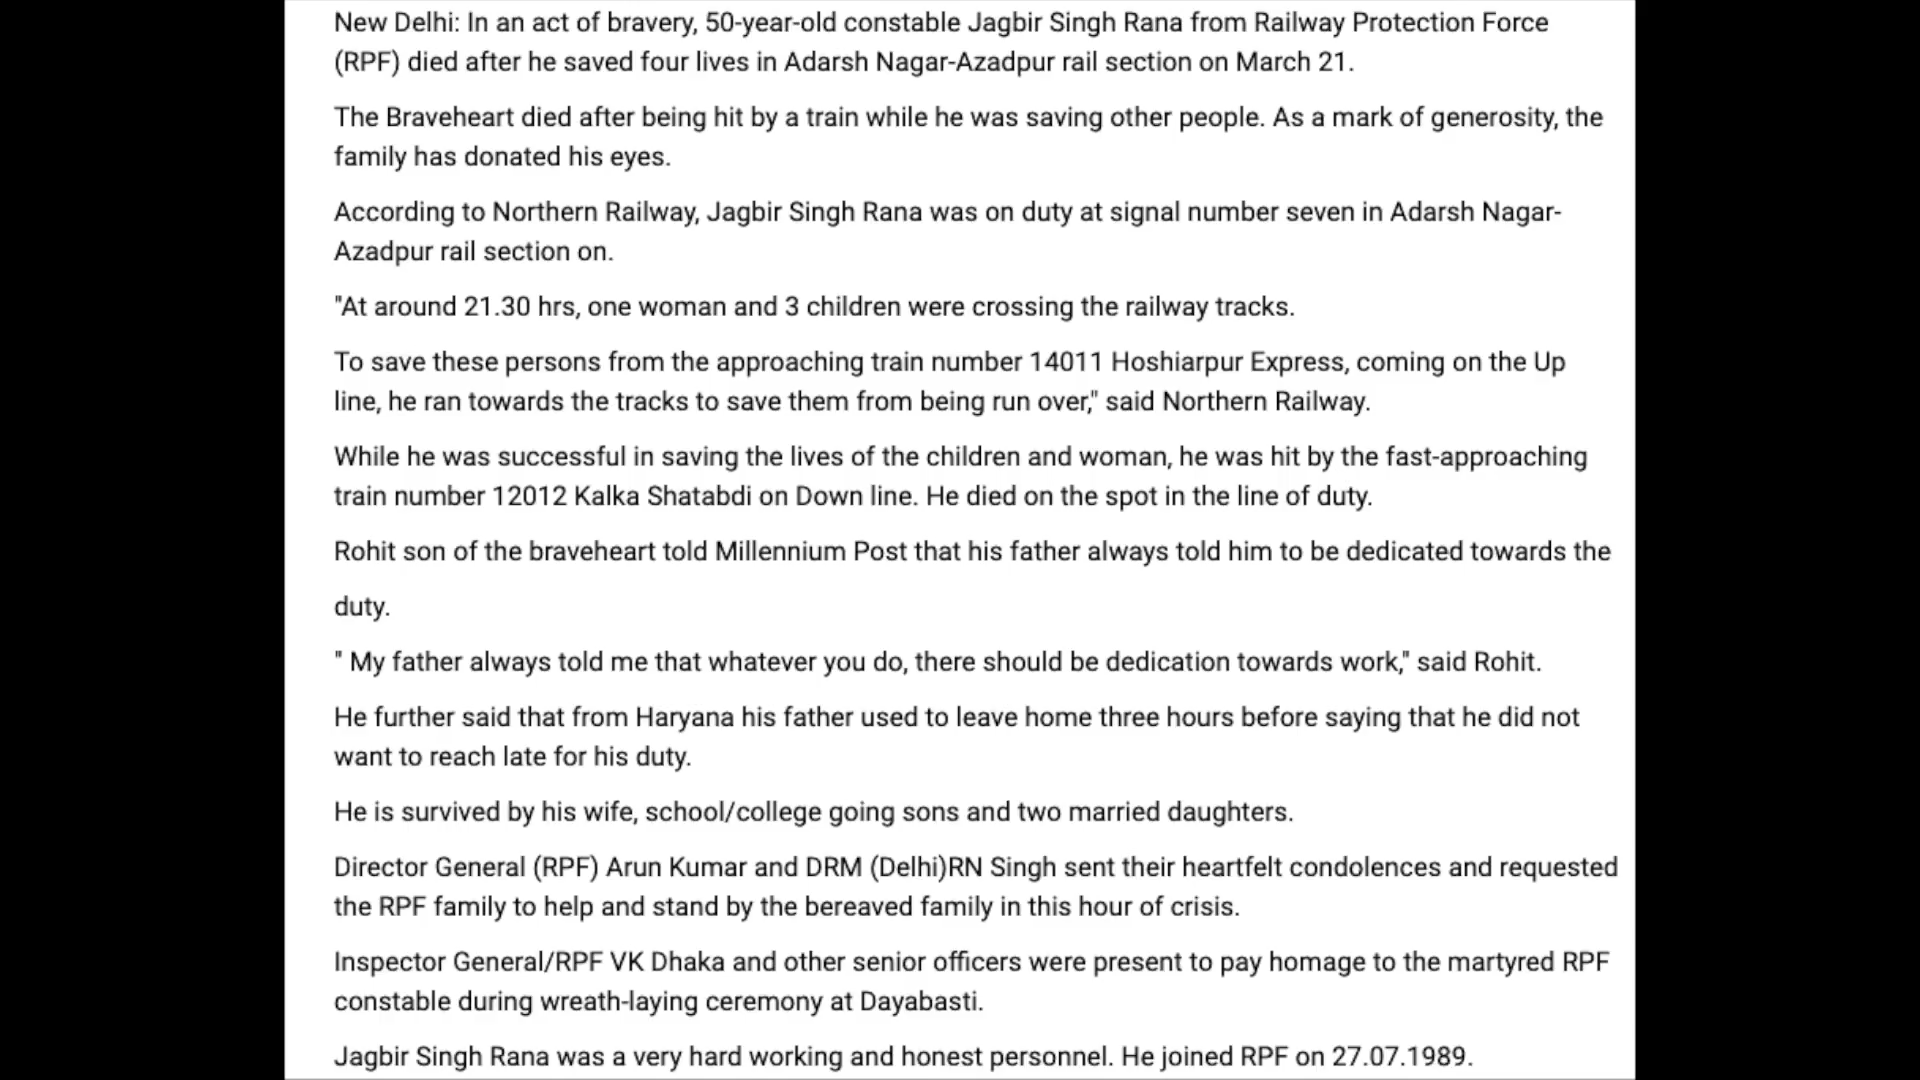 New Delhi: In an act of bravery, 50-year-old constable Jagbir Singh Rana from Railway Protection Force
(RPF) died after he saved four lives in Adarsh Nagar-Azadpur rail section on March 21.
The Braveheart died after being hit by a train while he was saving other people. As a mark of generosity, the
family has donated his eyes.
According to Northern Railway, Jagbir Singh Rana was on duty at signal number seven in Adarsh Nagar-
Azadpur rail section on.
"At around 21.30 hrs, one woman and 3 children were crossing the railway tracks.
To save these persons from the approaching train number 14011 Hoshiarpur Express, coming on the Up
line, he ran towards the tracks to save them from being run over," said Northern Railway.
While he was successful in saving the lives of the children and woman, he was hit by the fast-approaching
train number 12012 Kalka Shatabdi on Down line. He died on the spot in the line of duty.
Rohit son of the braveheart told Millennium Post that his father always told him to be dedicated towards the
duty.
" My father always told me that whatever you do, there should be dedication towards work," said Rohit.
He further said that from Haryana his father used to leave home three hours before saying that he did not
want to reach late for his duty.
He is survived by his wife, school/college going sons and two married daughters.
Director General (RPF) Arun Kumar and DRM (Delhi)RN Singh sent their heartfelt condolences and requested
the RPF family to help and stand by the bereaved family in this hour of crisis.
Inspector General/RPF VK Dhaka and other senior officers were present to pay homage to the martyred RPF
constable during wreath-laying ceremony at Dayabasti.
Jagbir Singh Rana was a very hard working and honest personnel. He joined RPF on 27.07.1989.